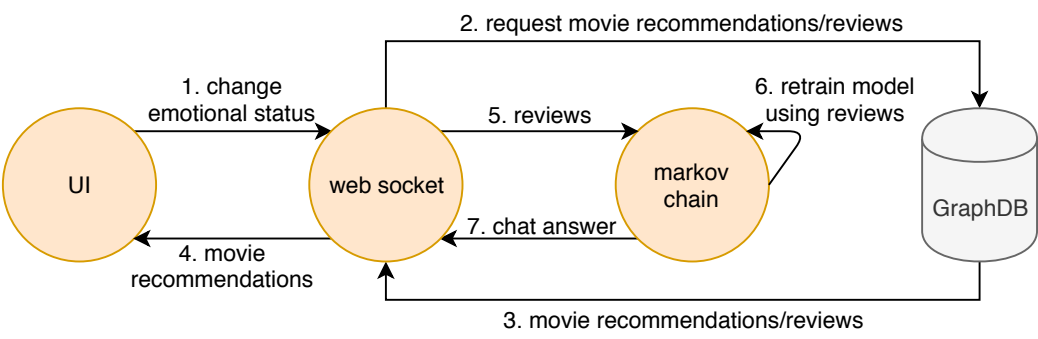 2. request movie recommendations/reviews
1. change
emotional status
6. retrain model
using reviews
5. reviews
UI
web socket
markov
chain
GraphDB
7. chat answer
4. movie
recommendations
3. movie recommendations/reviews